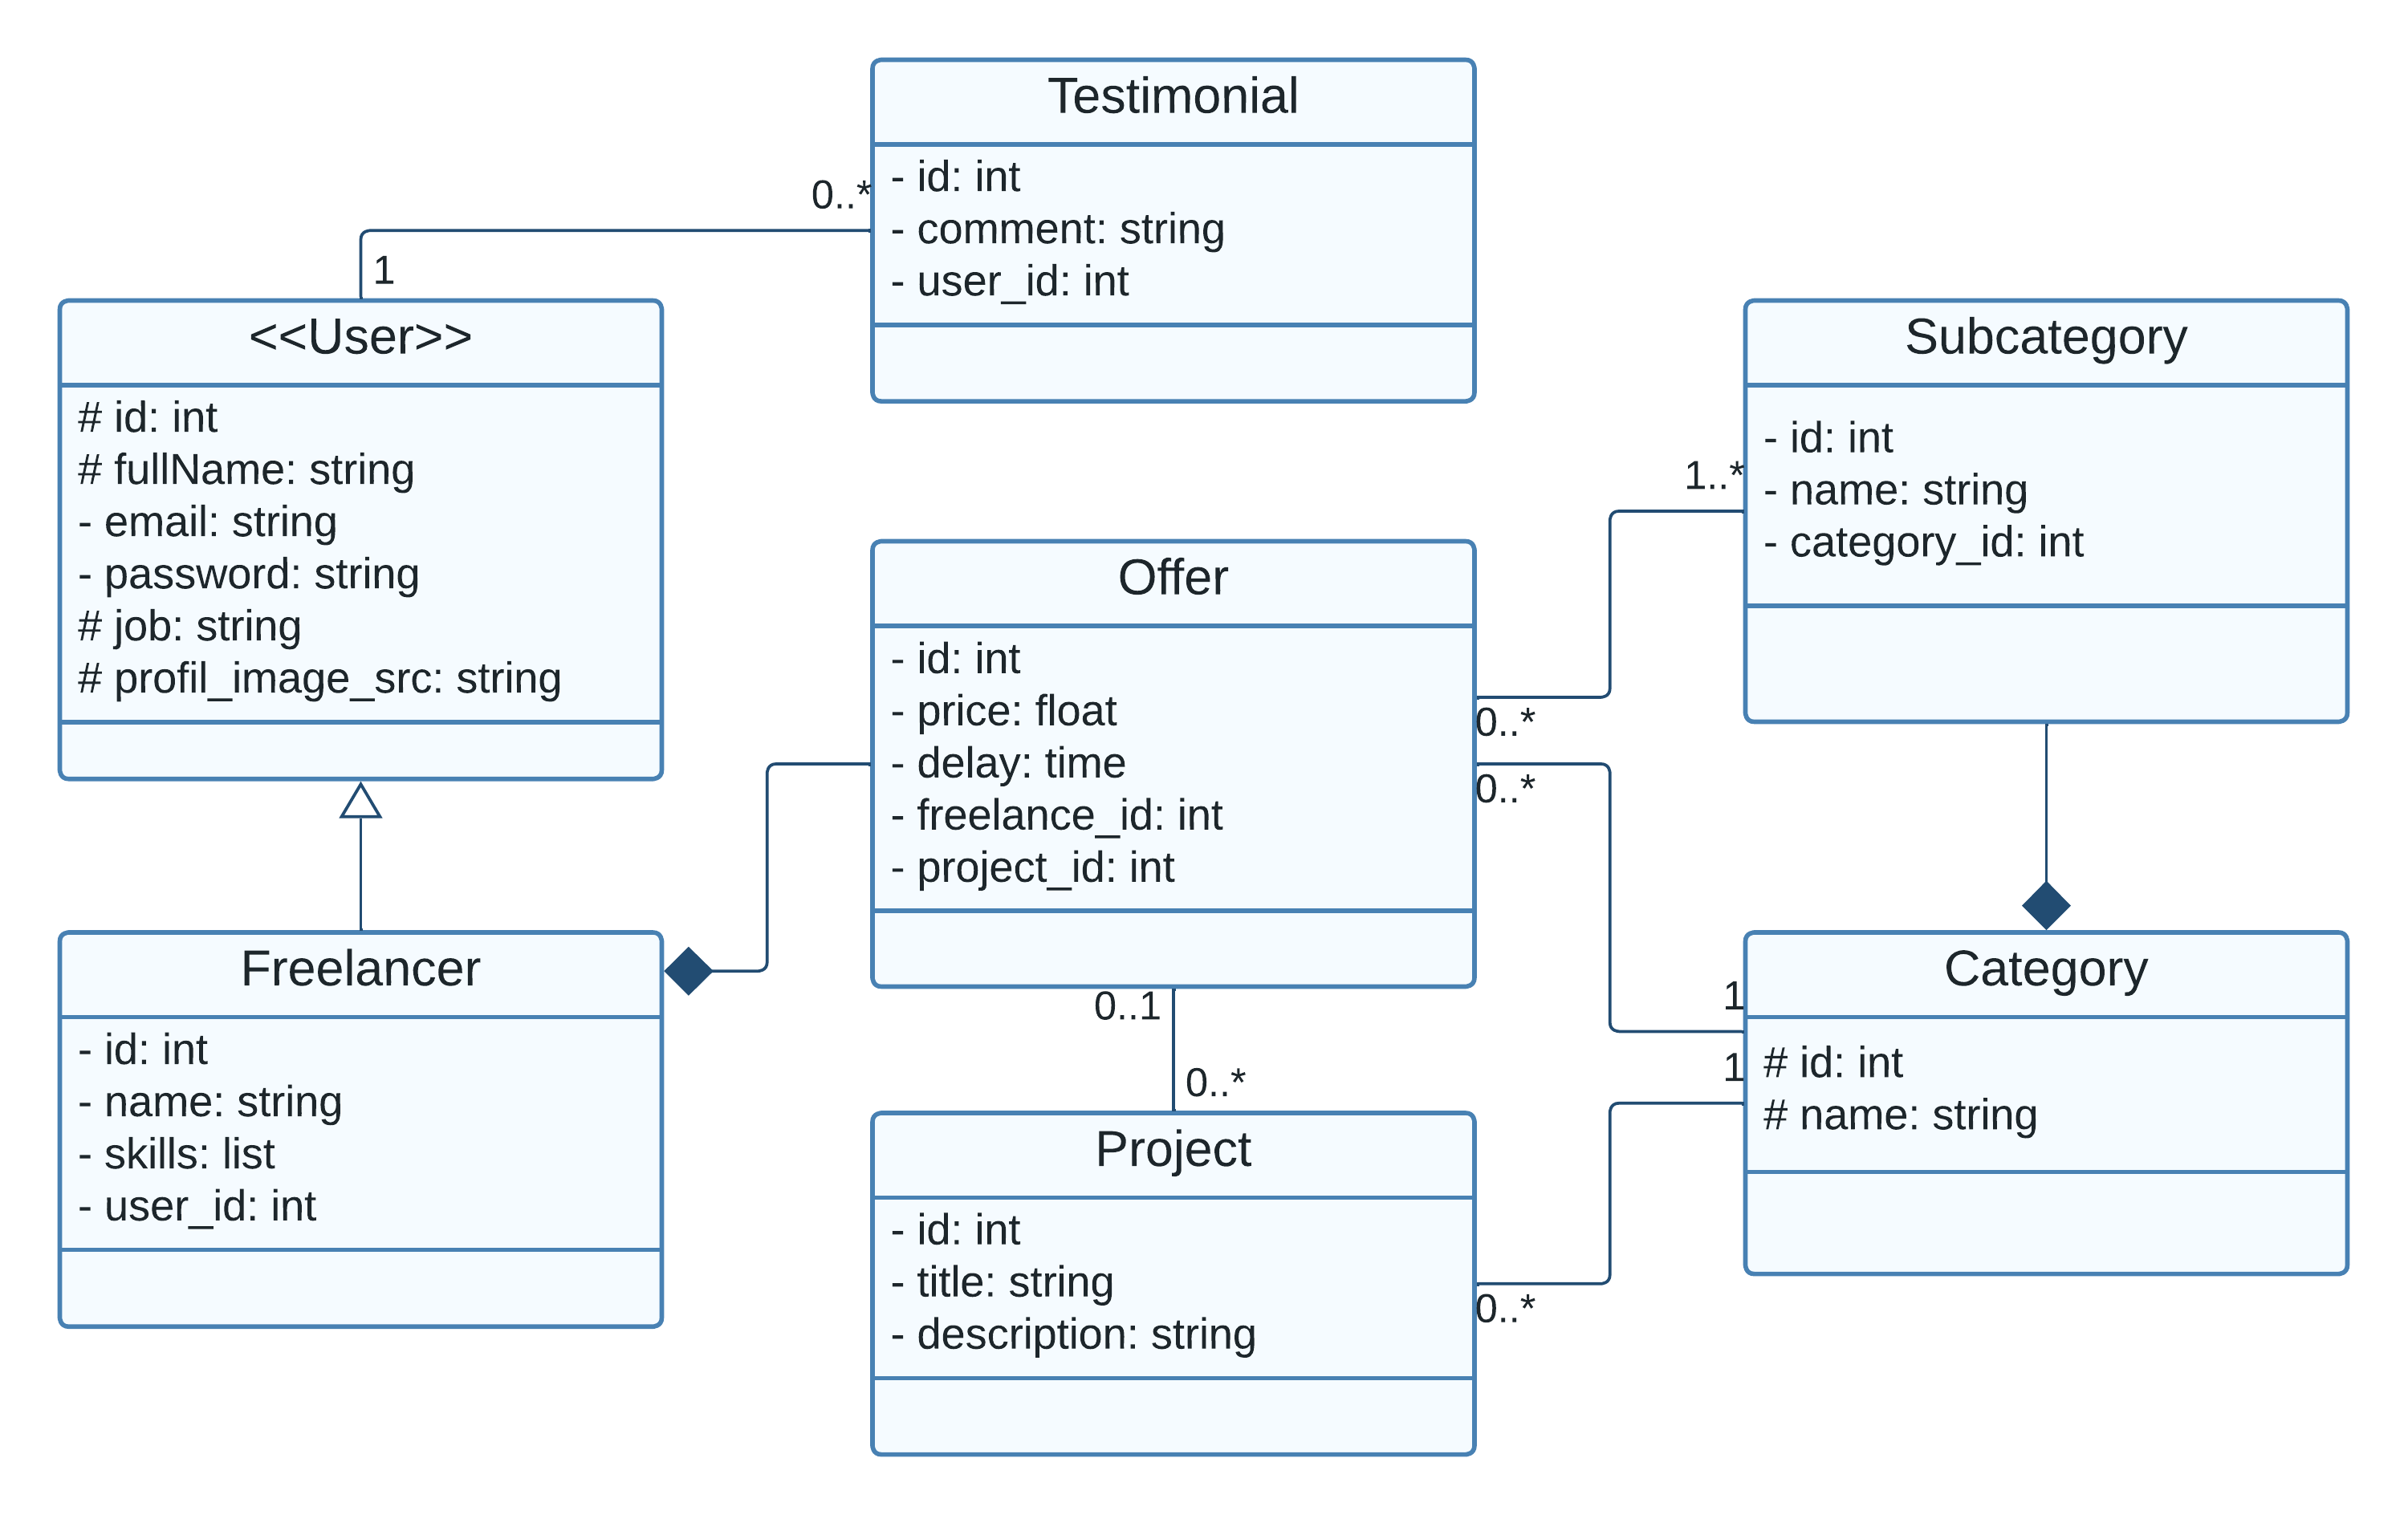 Testimonial
- id: int
- comment: string
- user_id: int
0..*
1
<<User>>
# id: int
# fullName: string
- email: string
- password: string
# job: string
# profil_image_src: string
Subcategory
- id: int
- name: string
- category_id: int
1..*
Offer
- id: int
- price: float
- delay: time
- freelance_id: int
- project_id: int
0..*
0..*
0..1
0..*
Freelancer
- id: int
- name: string
- skills: list
- user_id: int
Category
# id: int
# name: string
1
1
Project
- id: int
- title: string
- description: string
0..*